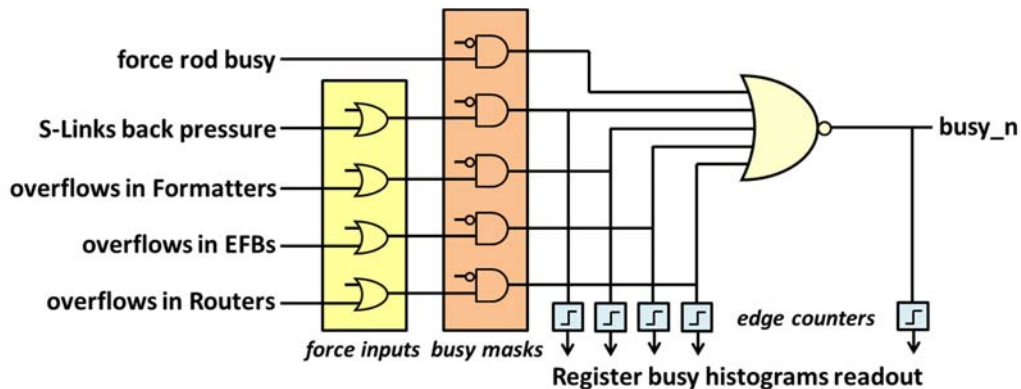 force rod busy
S-Links back pressure
overflows in Formatters
overflows in EFBs
overflows in Routers
busy_n
force inputs
busy masks
edge counters
Register busy histograms readout